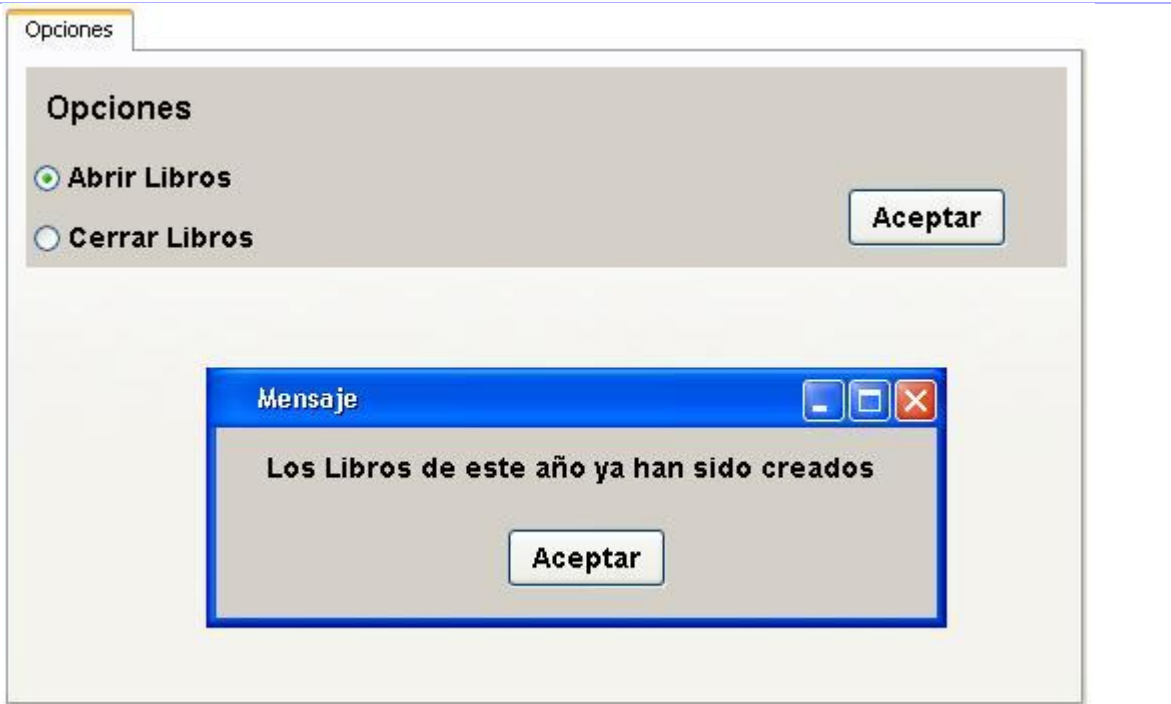 Opciones
Opciones
Abrir Libros
Cerrar Libros
Aceptar
Mensaje
Los Libros de este año ya han sido creados
Aceptar